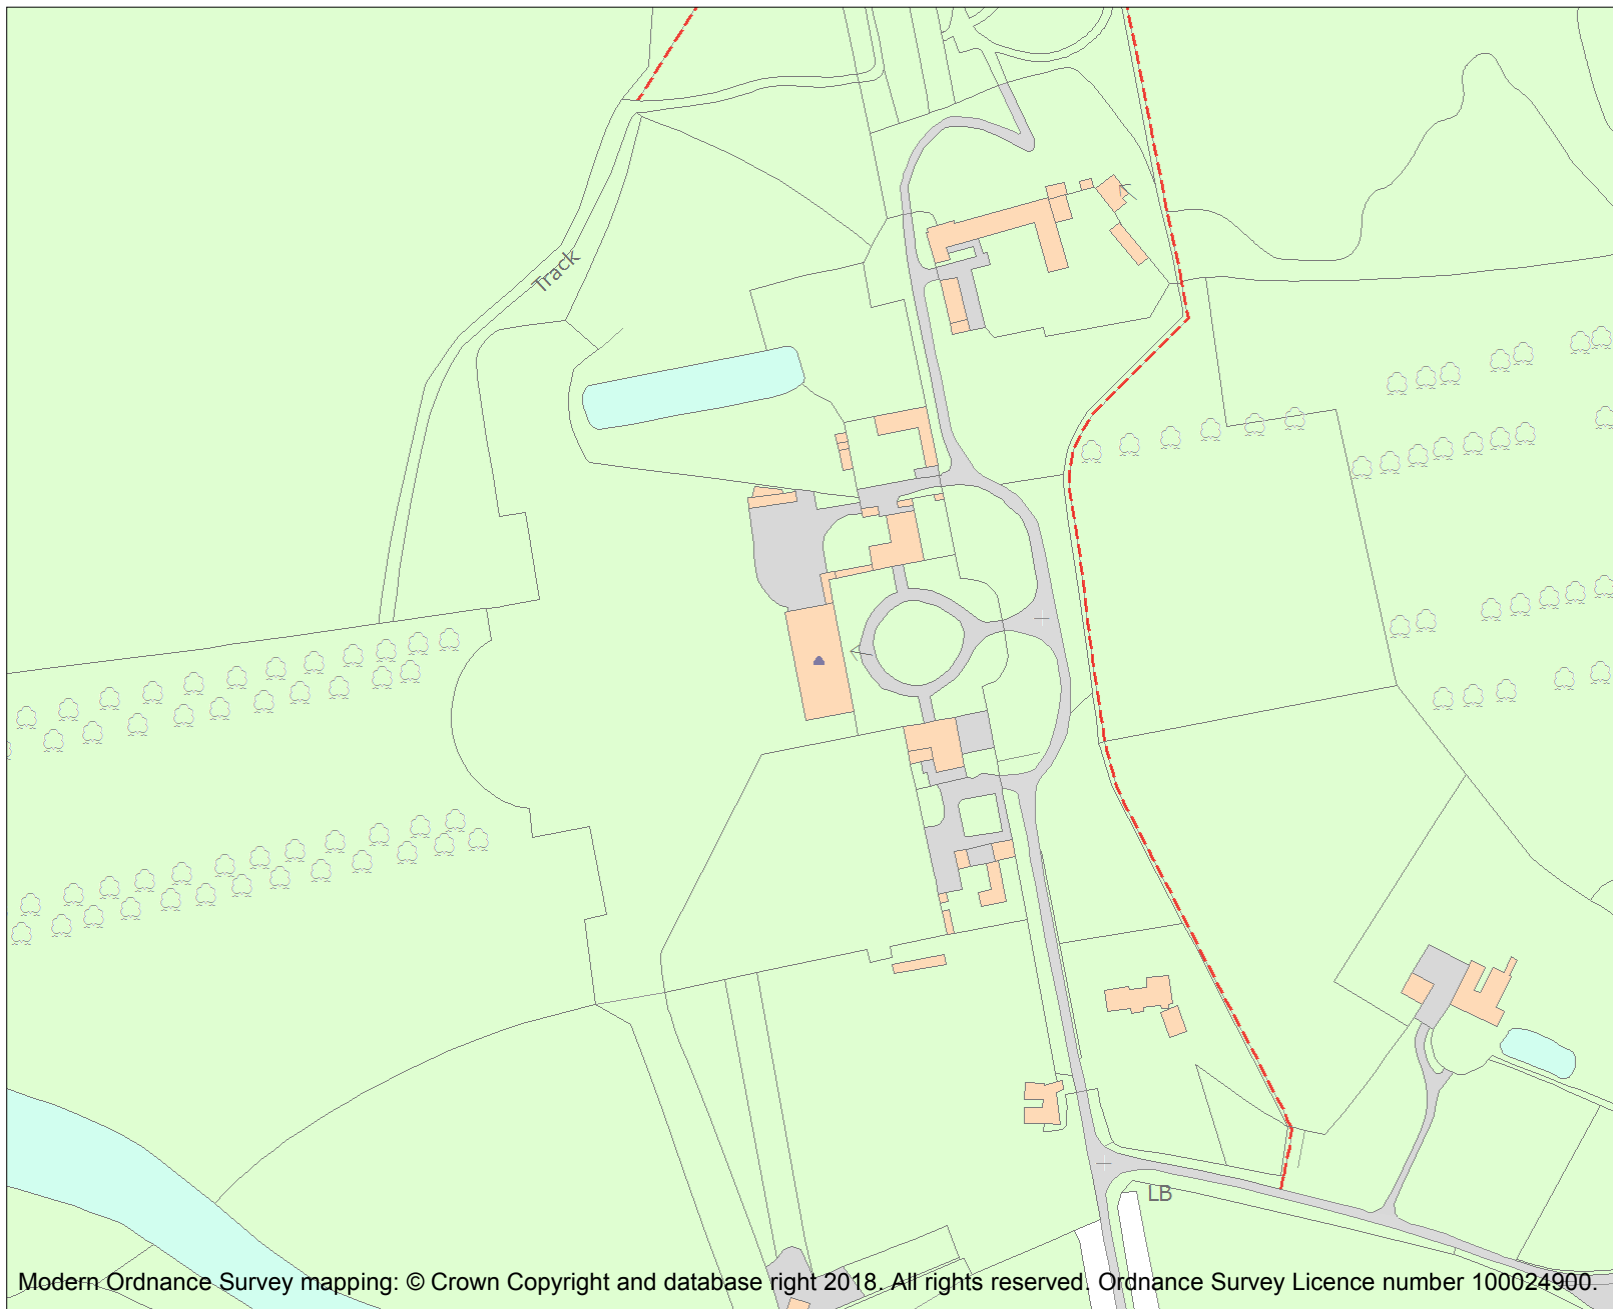 Track
LB
Modern Ordnance Survey mapping: © Crown Copyright and database right 2018. All rights reserved. Ordnance Survey Licence number 100024900.